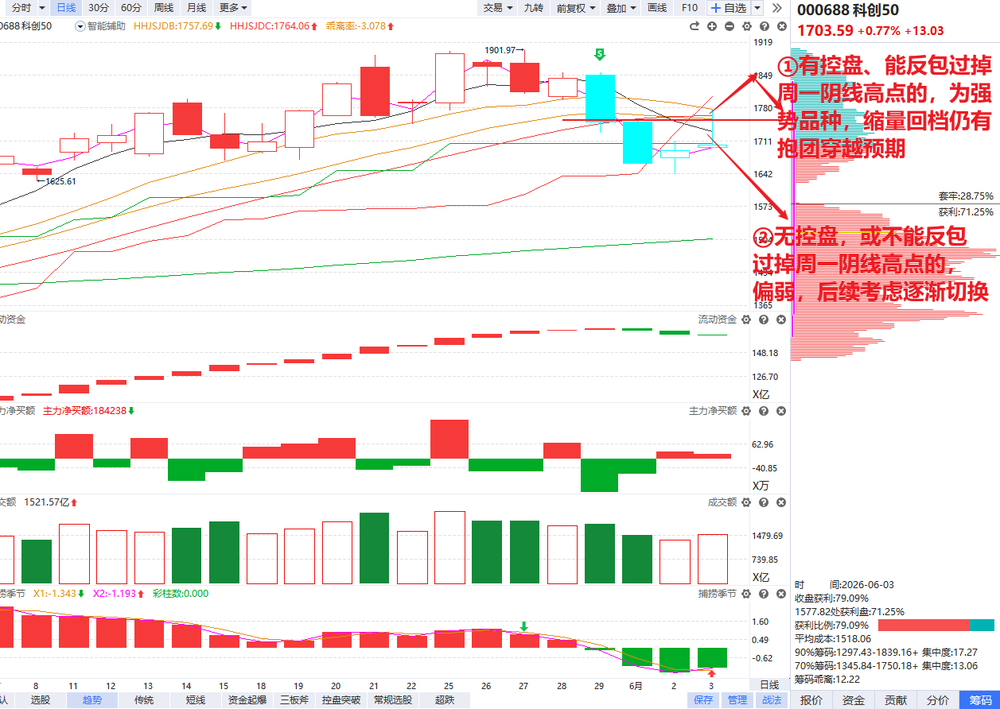 分时 日线 30分 60分 周线 月线 更多 交易 九转 前复权 叠加 画线 F10 自选
000688 科创50
1703.59 +0.77% +13.03
0688 科创50 智能辅助 HHJSJDB:1757.69 HHJSJDC:1764.06 乖离率:-3.078
1919
1901.97
S
1849
1780
1711
1642
1625.61
1573
1365
①有控盘、能反包过掉
周一阴线高点的，为强
势品种，缩量回档仍有
抱团穿越预期
套牢:28.75%
获利:71.25%
②无控盘，或不能反包
过掉周一阴线高点的，
偏弱，后续考虑逐渐切换
动资金 流动资金
148.18
126.70
X亿
力净买额 主力净买额:184238 主力净买额
62.96
-40.85
X万
交额 1521.57亿 成交额
1479.69
739.85
X亿
捞季节 X1:-1.343 X2:-1.193 彩柱数:0.000 捕捞季节
1.60
0.49
-0.62
8 11 12 13 14 15 18 19 20 21 22 25 26 27 28 29 6月 2 3 日线
时 间:2026-06-03
收盘获利:79.09%
1577.82处获利盘:71.25%
获利比例:79.09%
平均成本:1518.06
90%筹码:1297.43-1839.16+ 集中度:17.27
70%筹码:1345.84-1750.18+ 集中度:13.06
筹码乖离:12.22
认 选股 趋势 传统 短线 资金起爆 三板斧 控盘突破 常规选股 超跌 保存 管理 战法 报价 资金 贡献 分价 筹码